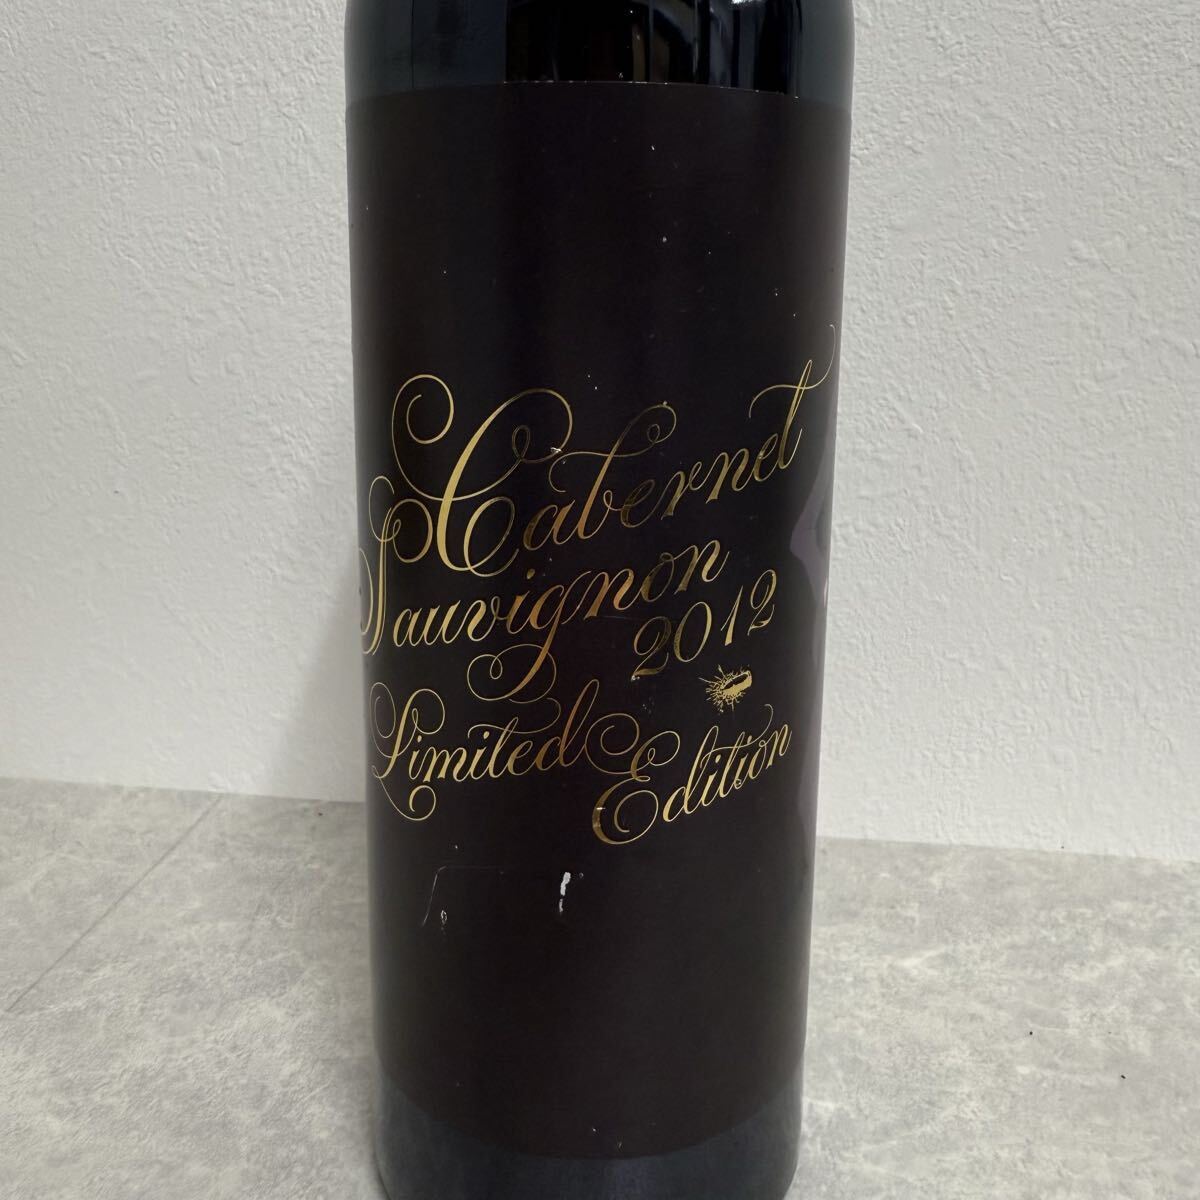 Cabernet
Sauvignon
2012
Limited
Edition